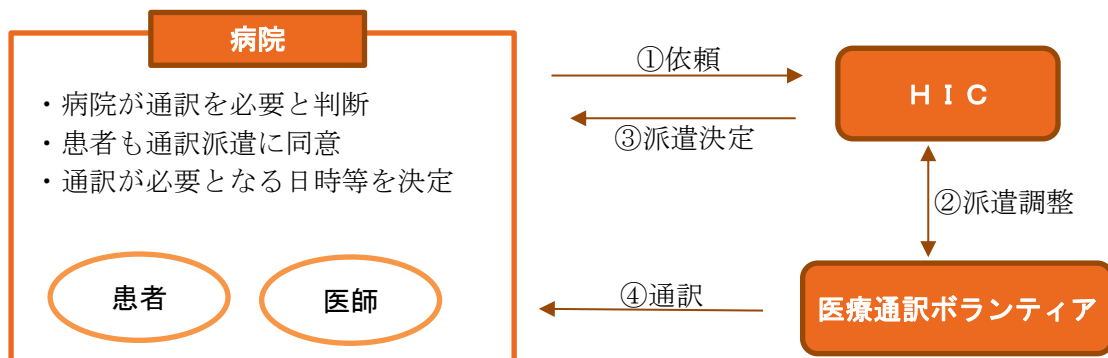 病院
・病院が通訳を必要と判断
・患者も通訳派遣に同意
・通訳が必要となる日時等を決定
患者
医師
①依頼
ＨＩＣ
③派遣決定
②派遣調整
④通訳
医療通訳ボランティア